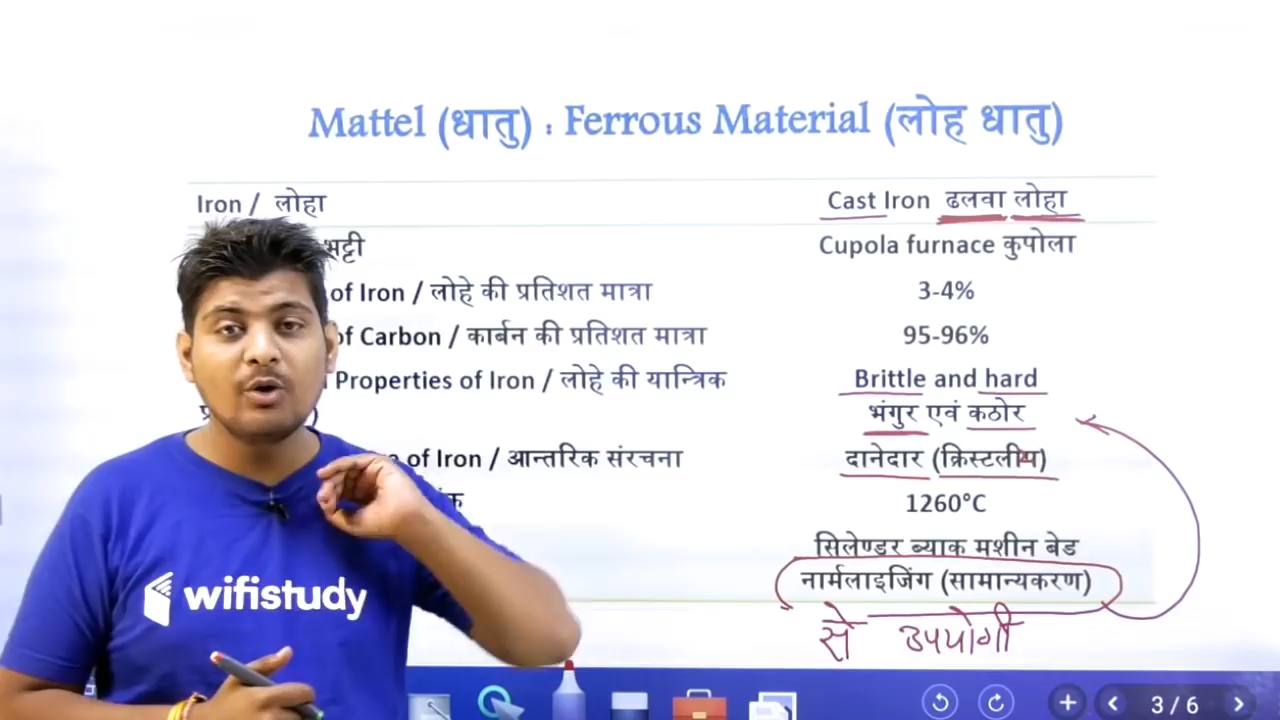 Mattel (धातु) : Ferrous Material (लोह धातु)
Iron / लोहा
Cast Iron ढलवा लोहा
भट्टी
Cupola furnace कुपोला
of Iron / लोहे की प्रतिशत मात्रा
3-4%
of Carbon / कार्बन की प्रतिशत मात्रा
95-96%
Properties of Iron / लोहे की यान्त्रिक
Brittle and hard
भंगुर एवं कठोर
of Iron / आन्तरिक संरचना
दानेदार (क्रिस्टलीय)
1260°C
सिलेण्डर ब्याक मशीन बेड
नार्मलाइजिंग (सामान्यकरण)
से उपयोगी
wifistudy
3 / 6